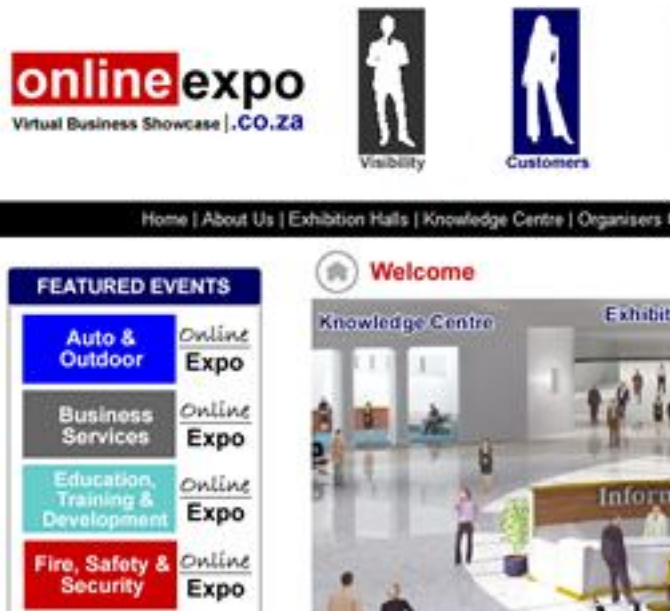 onlineexpo
Virtual Business Showcase | .co.za
Visibility
Customers
Home | About Us | Exhibition Halls | Knowledge Centre | Organisers
FEATURED EVENTS
Auto &
Outdoor
Online
Expo
Business
Services
Online
Expo
Education,
Training &
Development
Online
Expo
Fire, Safety &
Security
Online
Expo
Welcome
Knowledge Centre
Exhibit
Infor